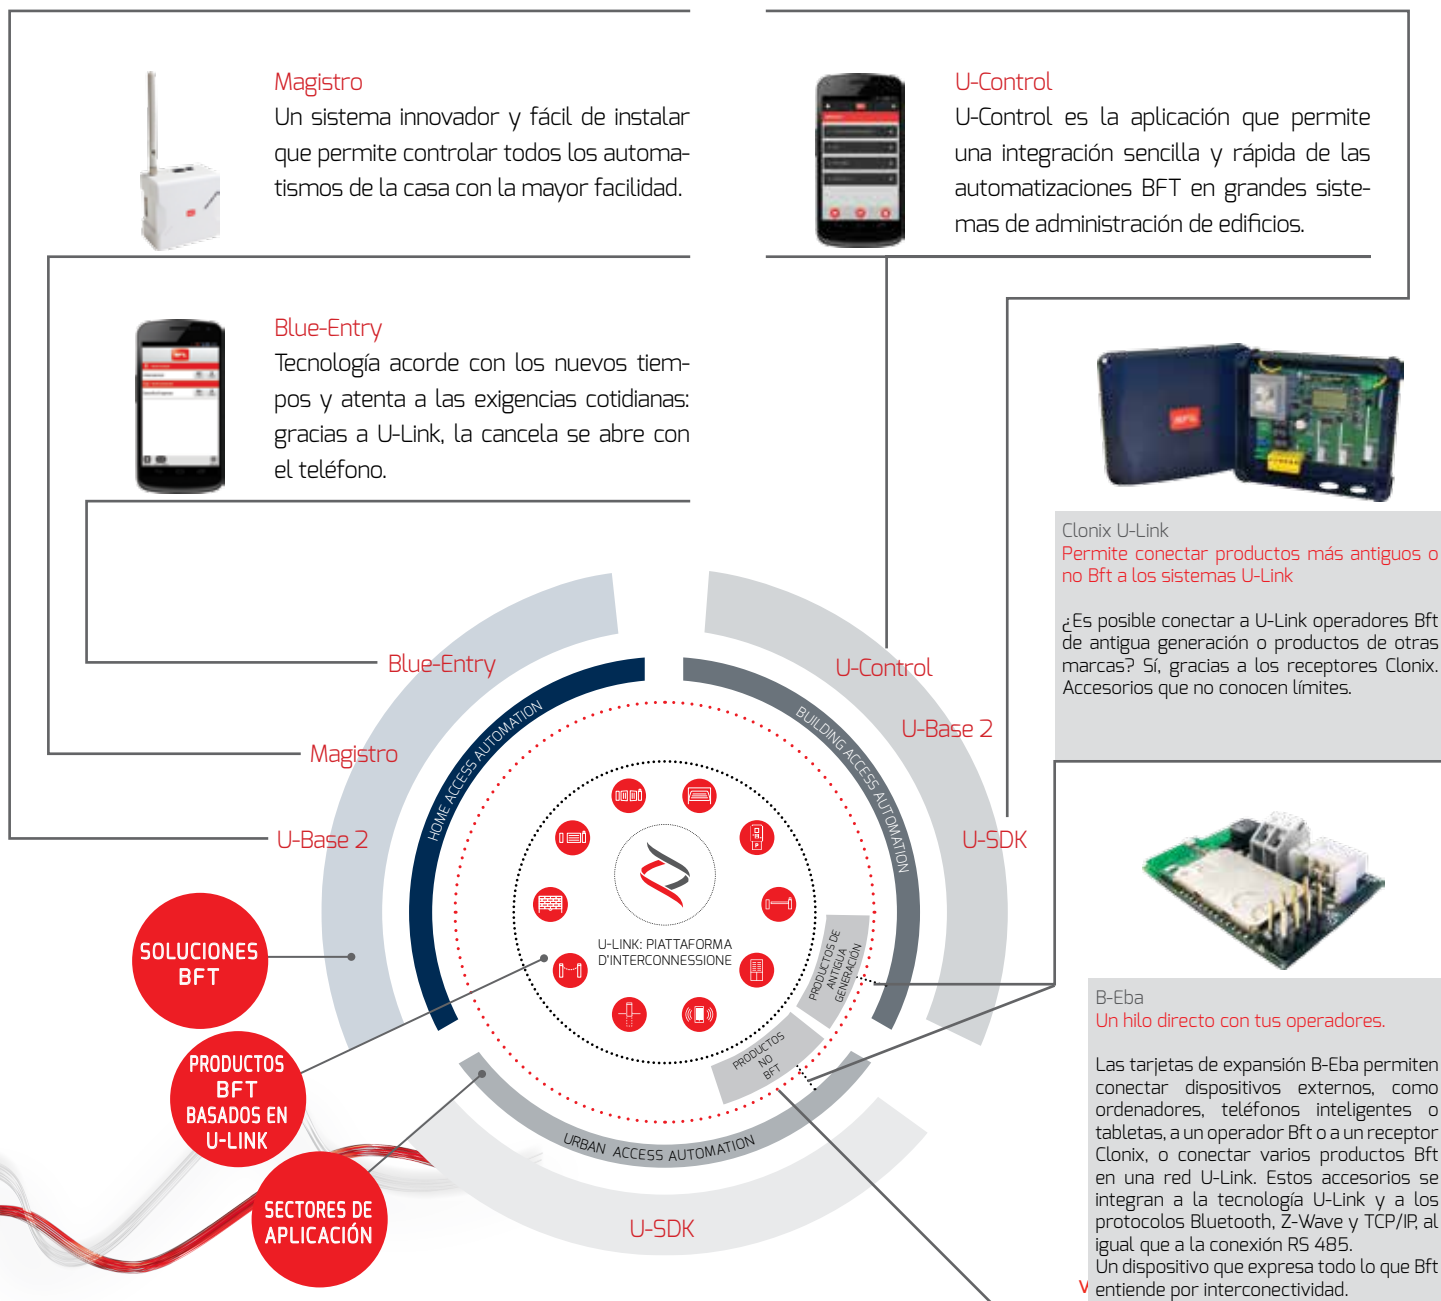 Magistro
Un sistema innovador y fácil de instalar
que permite controlar todos los automa-
tismos de la casa con la mayor facilidad.
U-Control
U-Control es la aplicación que permite
una integración sencilla y rápida de las
automatizaciones BFT en grandes siste-
mas de administración de edificios.
Blue-Entry
Tecnología acorde con los nuevos tiem-
pos y atenta a las exigencias cotidianas:
gracias a U-Link, la cancela se abre con
el teléfono.
Clonix U-Link
Permite conectar productos más antiguos o
no Bft a los sistemas U-Link
¿Es posible conectar a U-Link operadores Bft
de antigua generación o productos de otras
marcas? Sí, gracias a los receptores Clonix.
Accesorios que no conocen límites.
Blue-Entry
Magistro
U-Base 2
U-Control
U-Base 2
U-SDK
HOME ACCESS AUTOMATION
BUILDING ACCESS AUTOMATION
URBAN ACCESS AUTOMATION
U-LINK: PIATTAFORMA
D'INTERCONNESSIONE
PRODUCTOS DE
ANTIGUA
GENERACIÓN
PRODUCTOS
NO
BFT
U-SDK
SOLUCIONES
BFT
PRODUCTOS
BFT
BASADOS EN
U-LINK
SECTORES DE
APLICACIÓN
B-Eba
Un hilo directo con tus operadores.
Las tarjetas de expansión B-Eba permiten
conectar dispositivos externos, como
ordenadores, teléfonos inteligentes o
tabletas, a un operador Bft o a un receptor
Clonix, o conectar varios productos Bft
en una red U-Link. Estos accesorios se
integran a la tecnología U-Link y a los
protocolos Bluetooth, Z-Wave y TCP/IP, al
igual que a la conexión RS 485.
Un dispositivo que expresa todo lo que Bft
entiende por interconectividad.